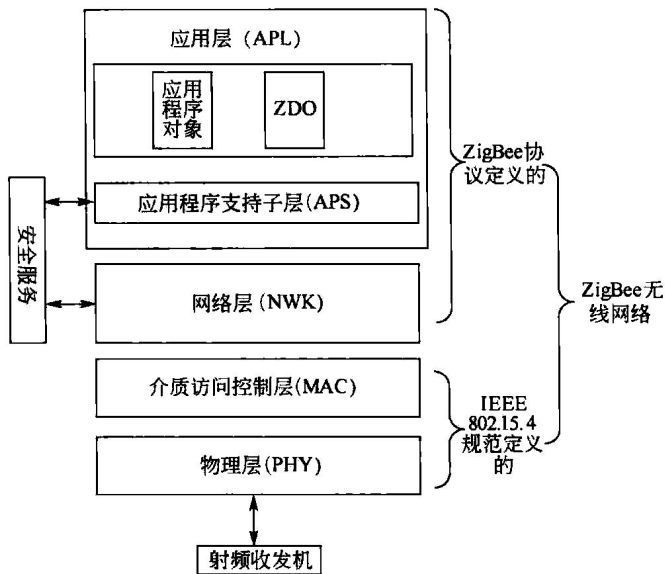 应用层 (APL)
应用
程序
对象
ZDO
应用程序支持子层(APS)
安全服务
网络层(NWK)
介质访问控制层(MAC)
物理层(PHY)
射频收发机
ZigBee协
议定义的
IEEE
802.15.4
规范定义
的
ZigBee无
线网络